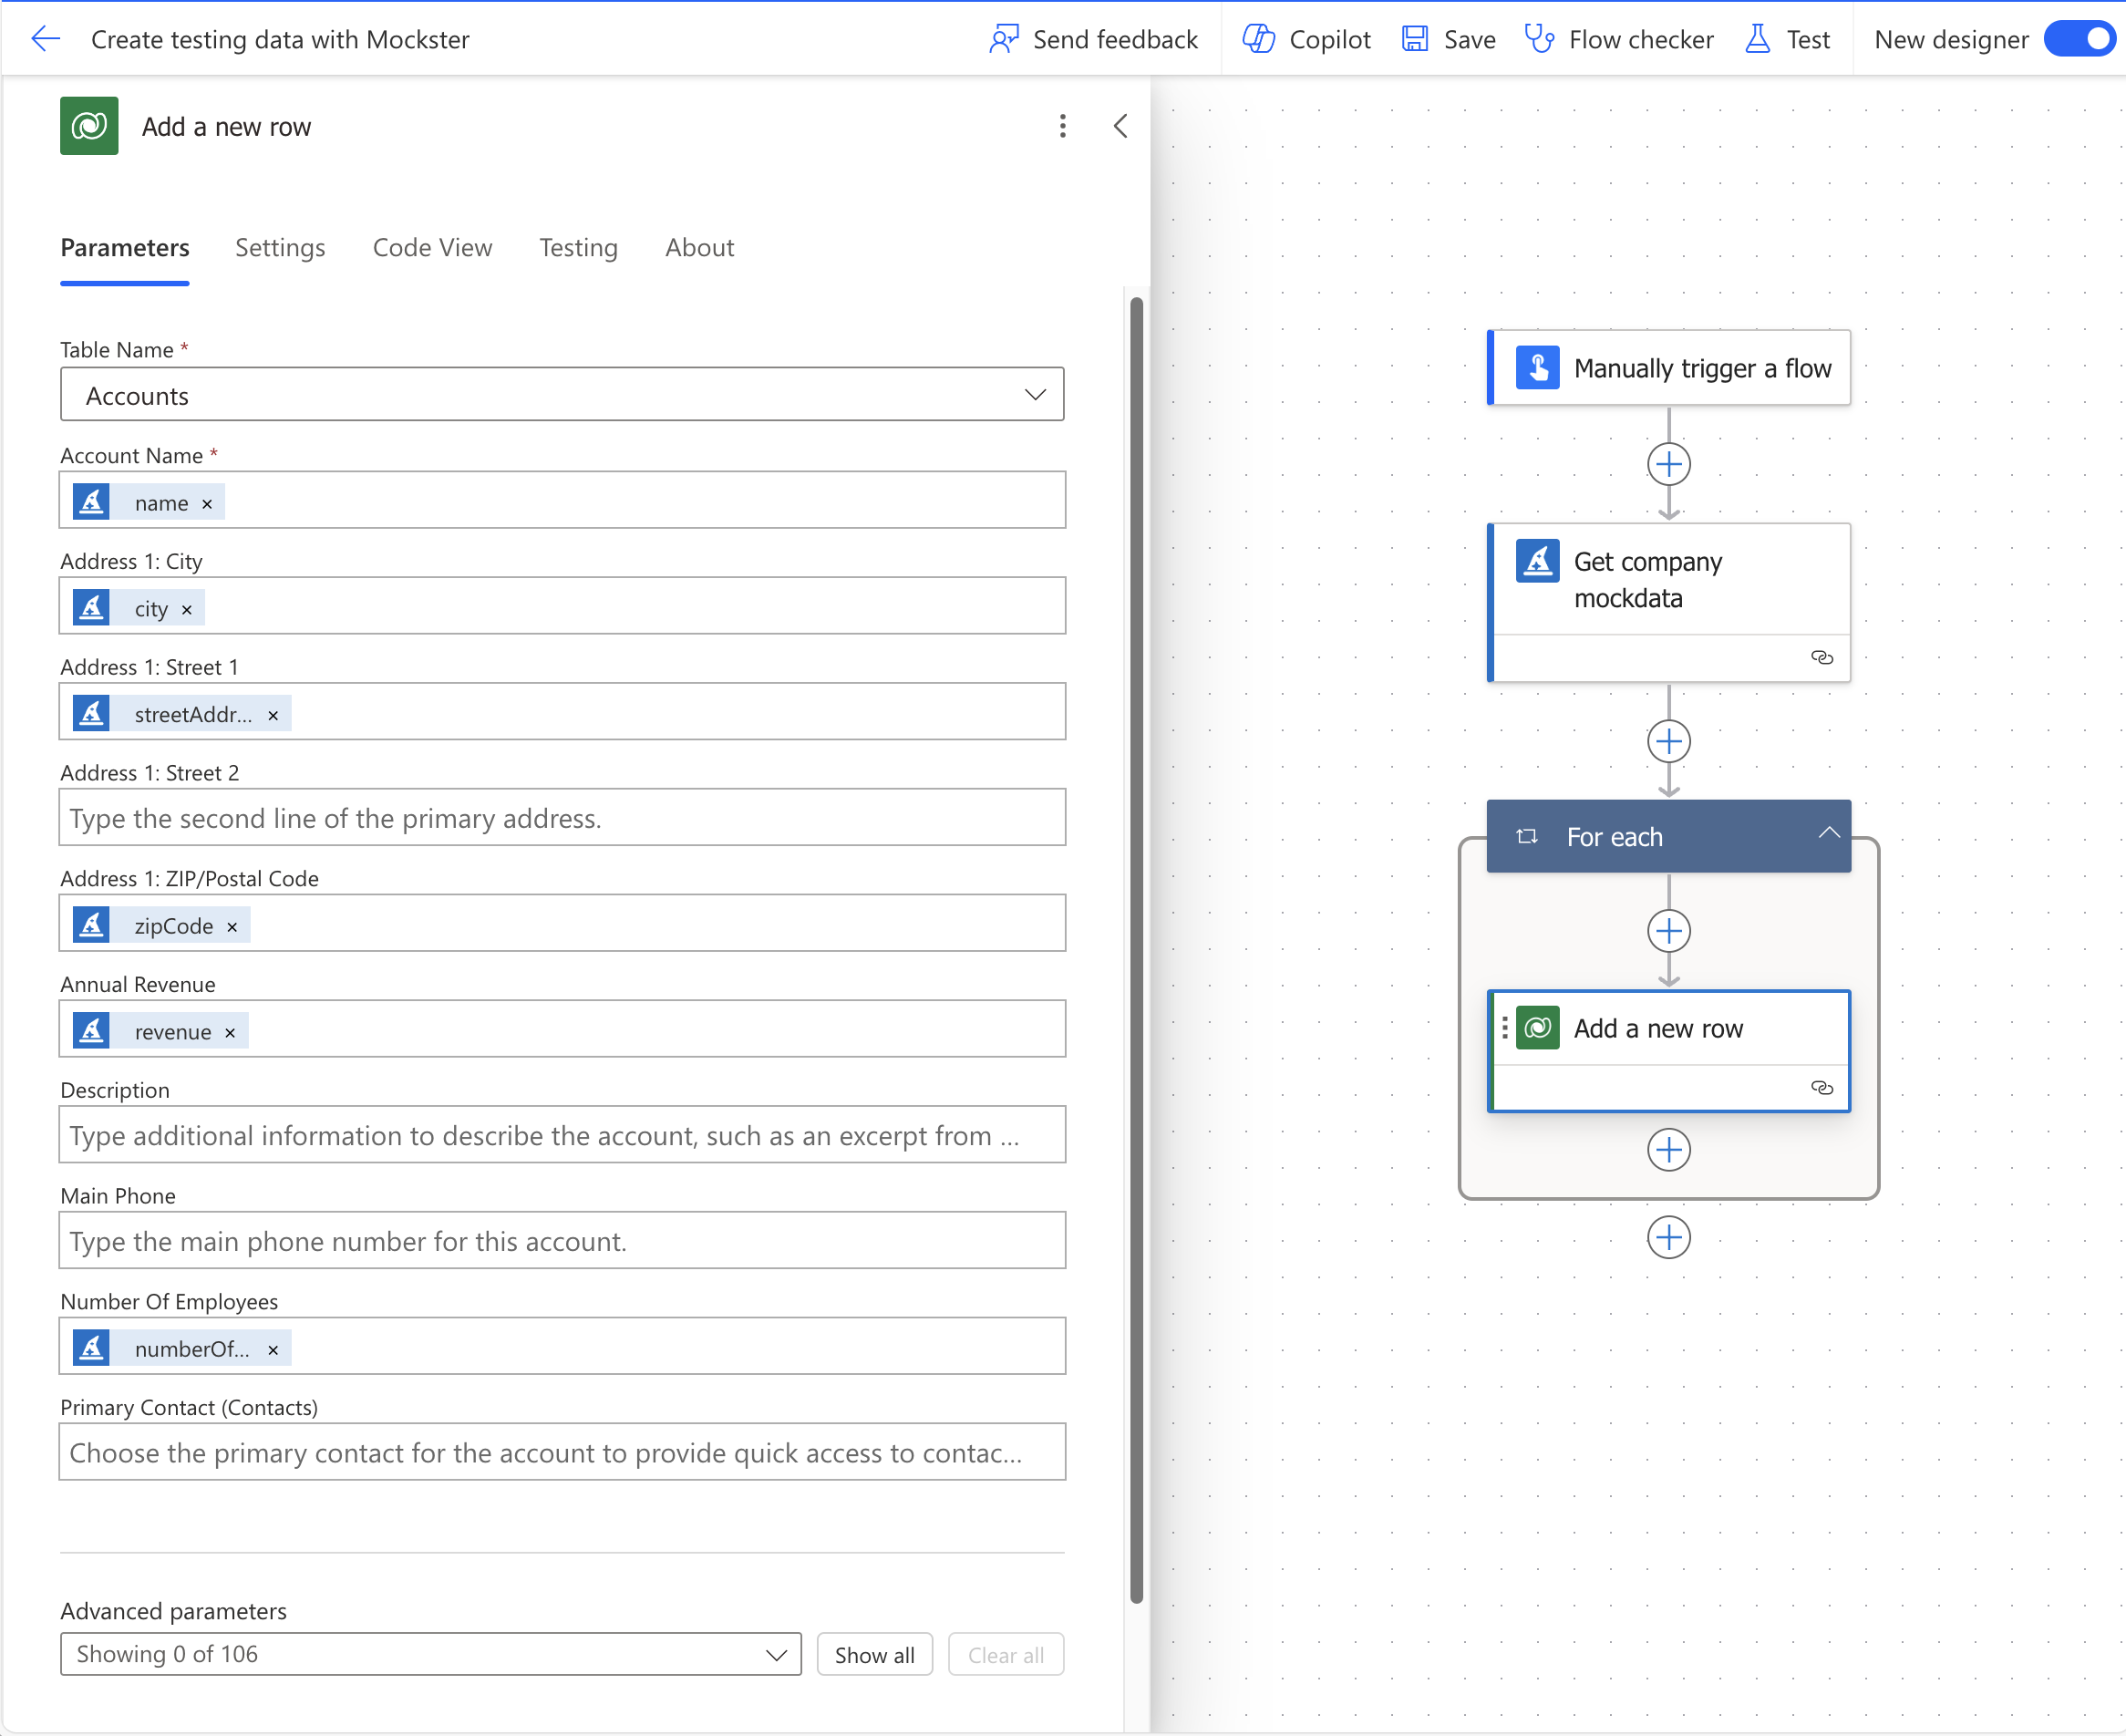 Create testing data with Mockster
Send feedback
Copilot
Save
Flow checker
Test
New designer
Add a new row
Parameters
Settings
Code View
Testing
About
Table Name *
Accounts
Account Name *
name ×
Address 1: City
city ×
Address 1: Street 1
streetAddr... ×
Address 1: Street 2
Type the second line of the primary address.
Address 1: ZIP/Postal Code
zipCode ×
Annual Revenue
revenue ×
Description
Type additional information to describe the account, such as an excerpt from ...
Main Phone
Type the main phone number for this account.
Number Of Employees
numberOf... ×
Primary Contact (Contacts)
Choose the primary contact for the account to provide quick access to contac...
Advanced parameters
Showing 0 of 106
Show all
Clear all
Manually trigger a flow
Get company
mockdata
For each
Add a new row